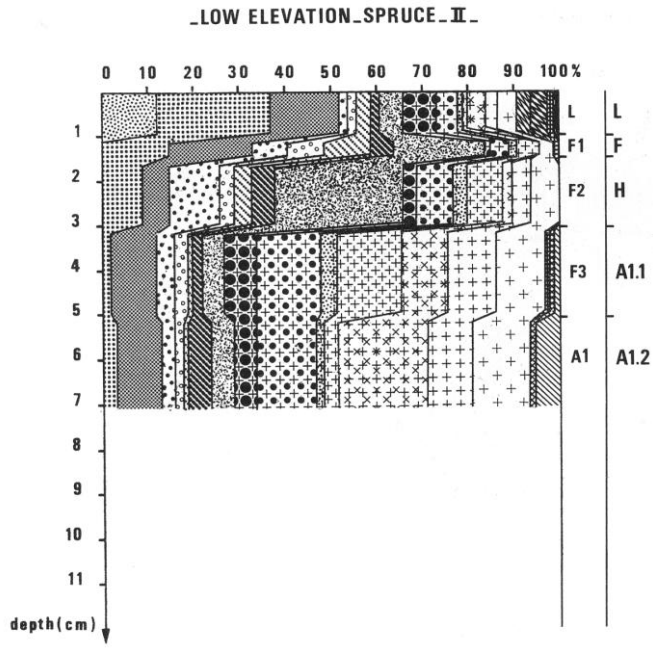 _LOW ELEVATION_SPRUCE_II_
0 10 20 30 40 50 60 70 80 90 100 %
L L
1
F1 F
2 F2 H
3
4 F3 A1.1
5
6 A1 A1.2
7
8
9
10
11
depth(cm)